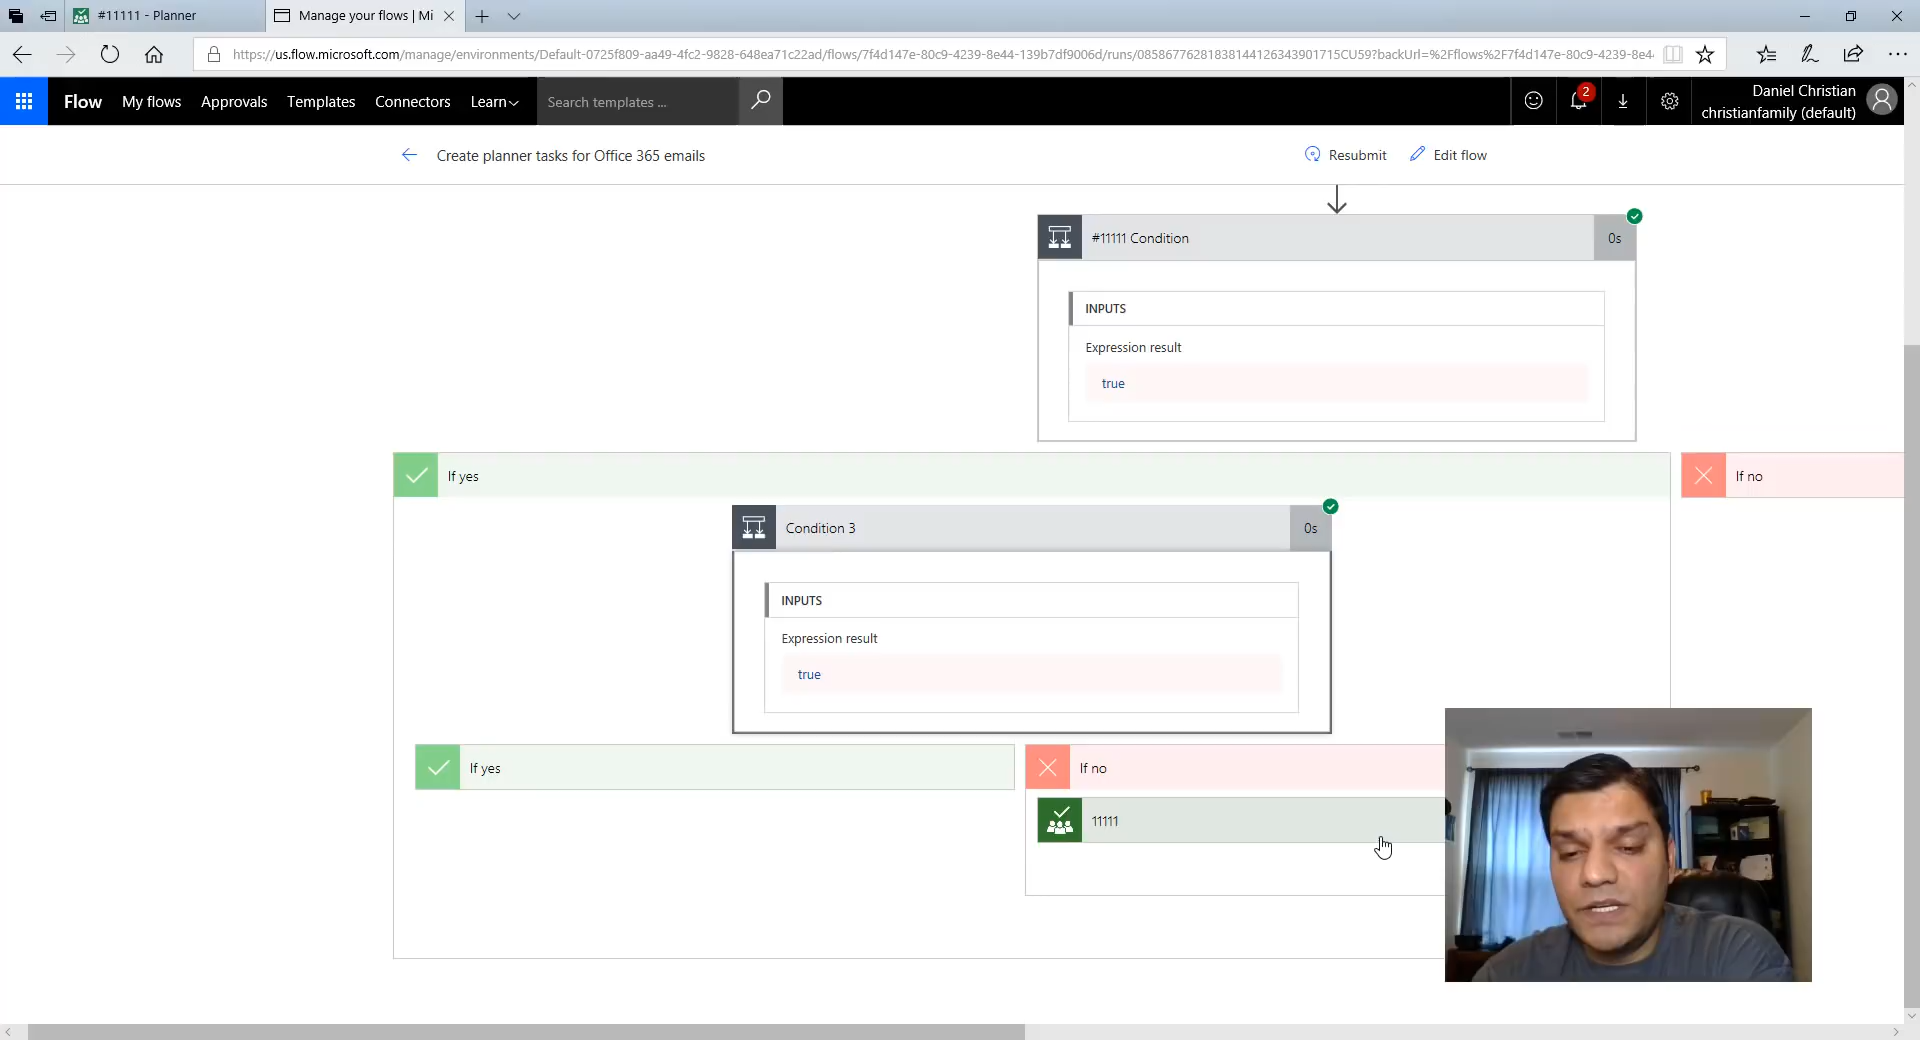 #11111 - Planner
Manage your flows | Mi
https://us.flow.microsoft.com/manage/environments/Default-0725f809-aa49-4fc2-9828-648ea71c22ad/flows/7f4d147e-80c9-4239-8e44-139b7df9006d/runs/08586776281838144126343901715CU59?backUrl=%2Fflows%2F7f4d147e-80c9-4239-8e4
Flow
My flows
Approvals
Templates
Connectors
Learn
Search templates ...
2
Daniel Christian
christianfamily (default)
Create planner tasks for Office 365 emails
Resubmit
Edit flow
#11111 Condition
0s
INPUTS
Expression result
true
If yes
If no
Condition 3
0s
INPUTS
Expression result
true
If yes
If no
11111